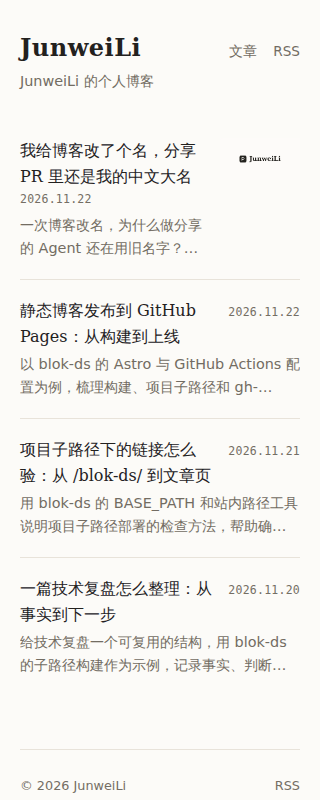 JunweiLi
文章 RSS
JunweiLi 的个人博客
我给博客改了个名，分享
PR 里还是我的中文大名
2026.11.22
一次博客改名，为什么做分享
的 Agent 还在用旧名字？…
JunweiLi
静态博客发布到 GitHub
Pages：从构建到上线
2026.11.22
以 blok-ds 的 Astro 与 GitHub Actions 配
置为例，梳理构建、项目子路径和 gh-…
项目子路径下的链接怎么
验：从 /blok-ds/ 到文章页
2026.11.21
用 blok-ds 的 BASE_PATH 和站内路径工具
说明项目子路径部署的检查方法，帮助确…
一篇技术复盘怎么整理：从
事实到下一步
2026.11.20
给技术复盘一个可复用的结构，用 blok-ds
的子路径构建作为示例，记录事实、判断…
© 2026 JunweiLi
RSS